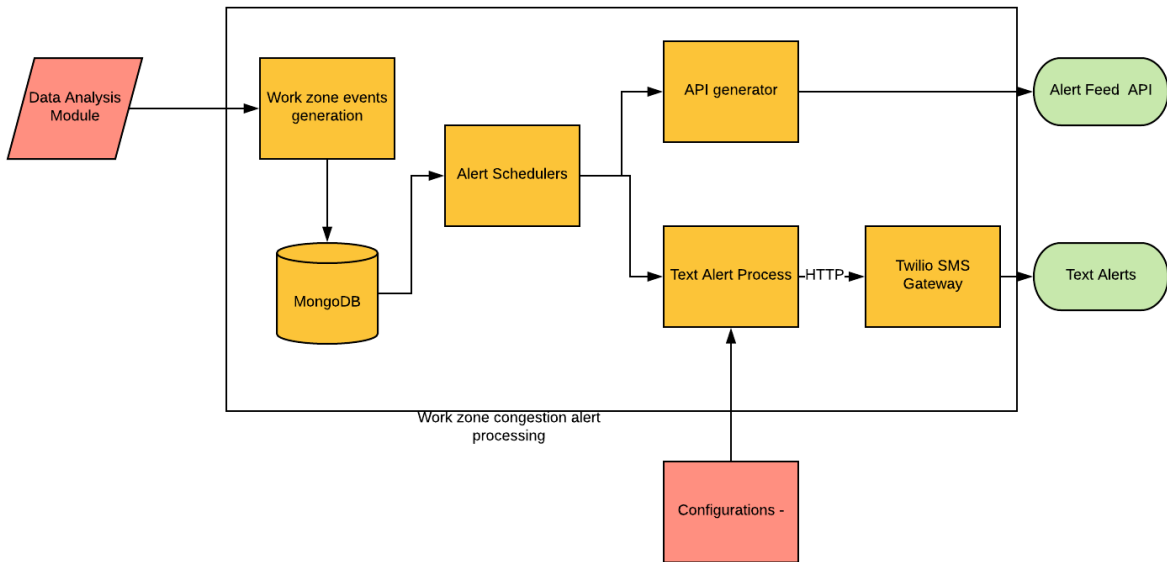 Data Analysis
Module
Work zone events
generation
MongoDB
Alert Schedulers
API generator
Alert Feed  API
Text Alert Process
HTTP
Twilio SMS
Gateway
Text Alerts
Work zone congestion alert
processing
Configurations -